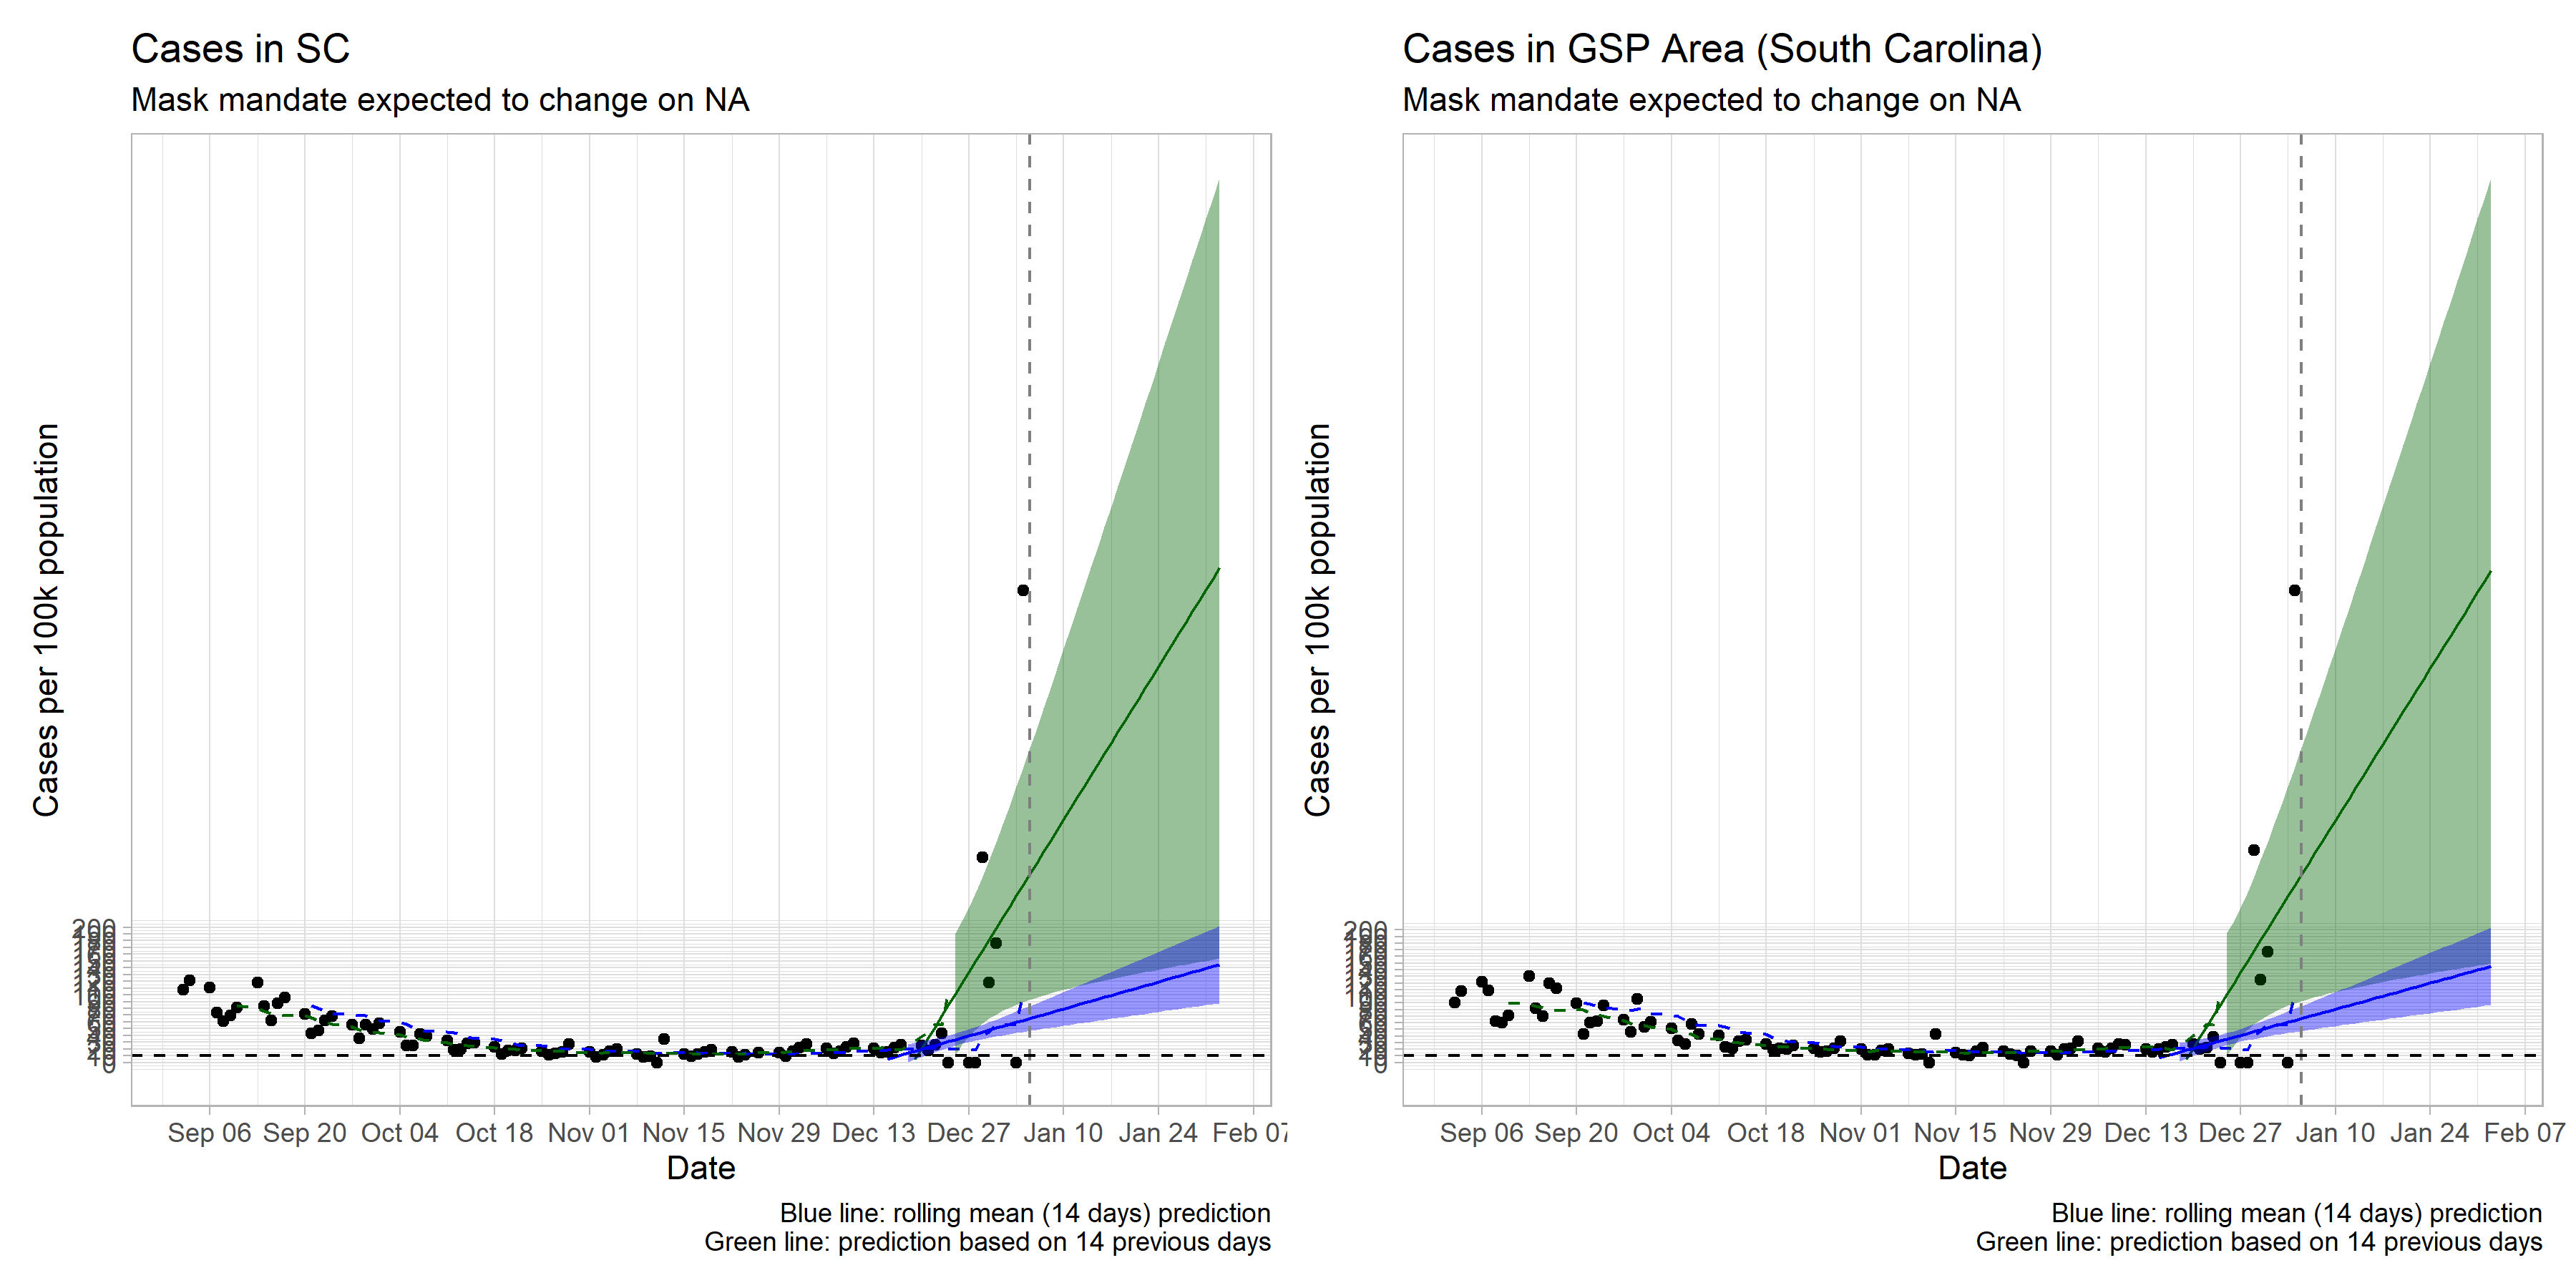 Cases in SC
Mask mandate expected to change on NA
Cases per 100k population
200
0
Sep 06 Sep 20 Oct 04 Oct 18 Nov 01 Nov 15 Nov 29 Dec 13 Dec 27 Jan 10 Jan 24 Feb 07
Date
Blue line: rolling mean (14 days) prediction
Green line: prediction based on 14 previous days
Cases in GSP Area (South Carolina)
Mask mandate expected to change on NA
Cases per 100k population
200
0
Sep 06 Sep 20 Oct 04 Oct 18 Nov 01 Nov 15 Nov 29 Dec 13 Dec 27 Jan 10 Jan 24 Feb 07
Date
Blue line: rolling mean (14 days) prediction
Green line: prediction based on 14 previous days